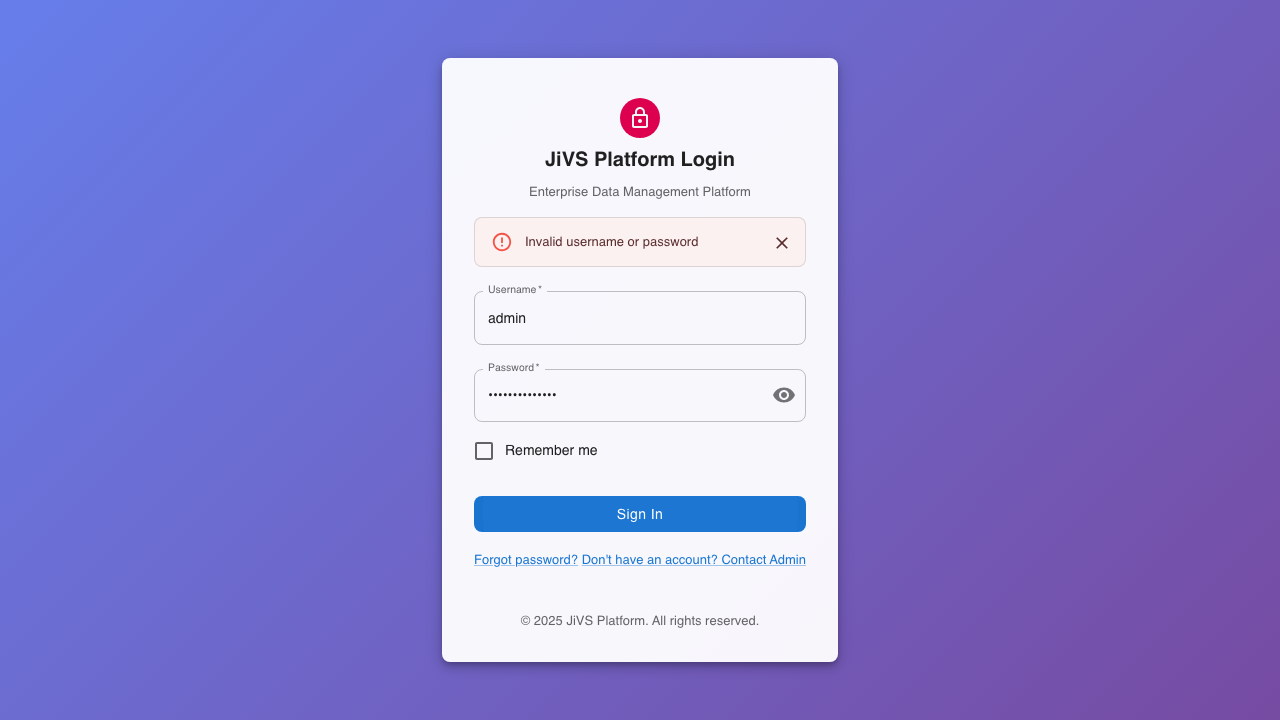 JiVS Platform Login
Enterprise Data Management Platform
Invalid username or password
Username *
admin
Password *
••••••••••••••
Remember me
Sign In
Forgot password? Don't have an account? Contact Admin
© 2025 JiVS Platform. All rights reserved.